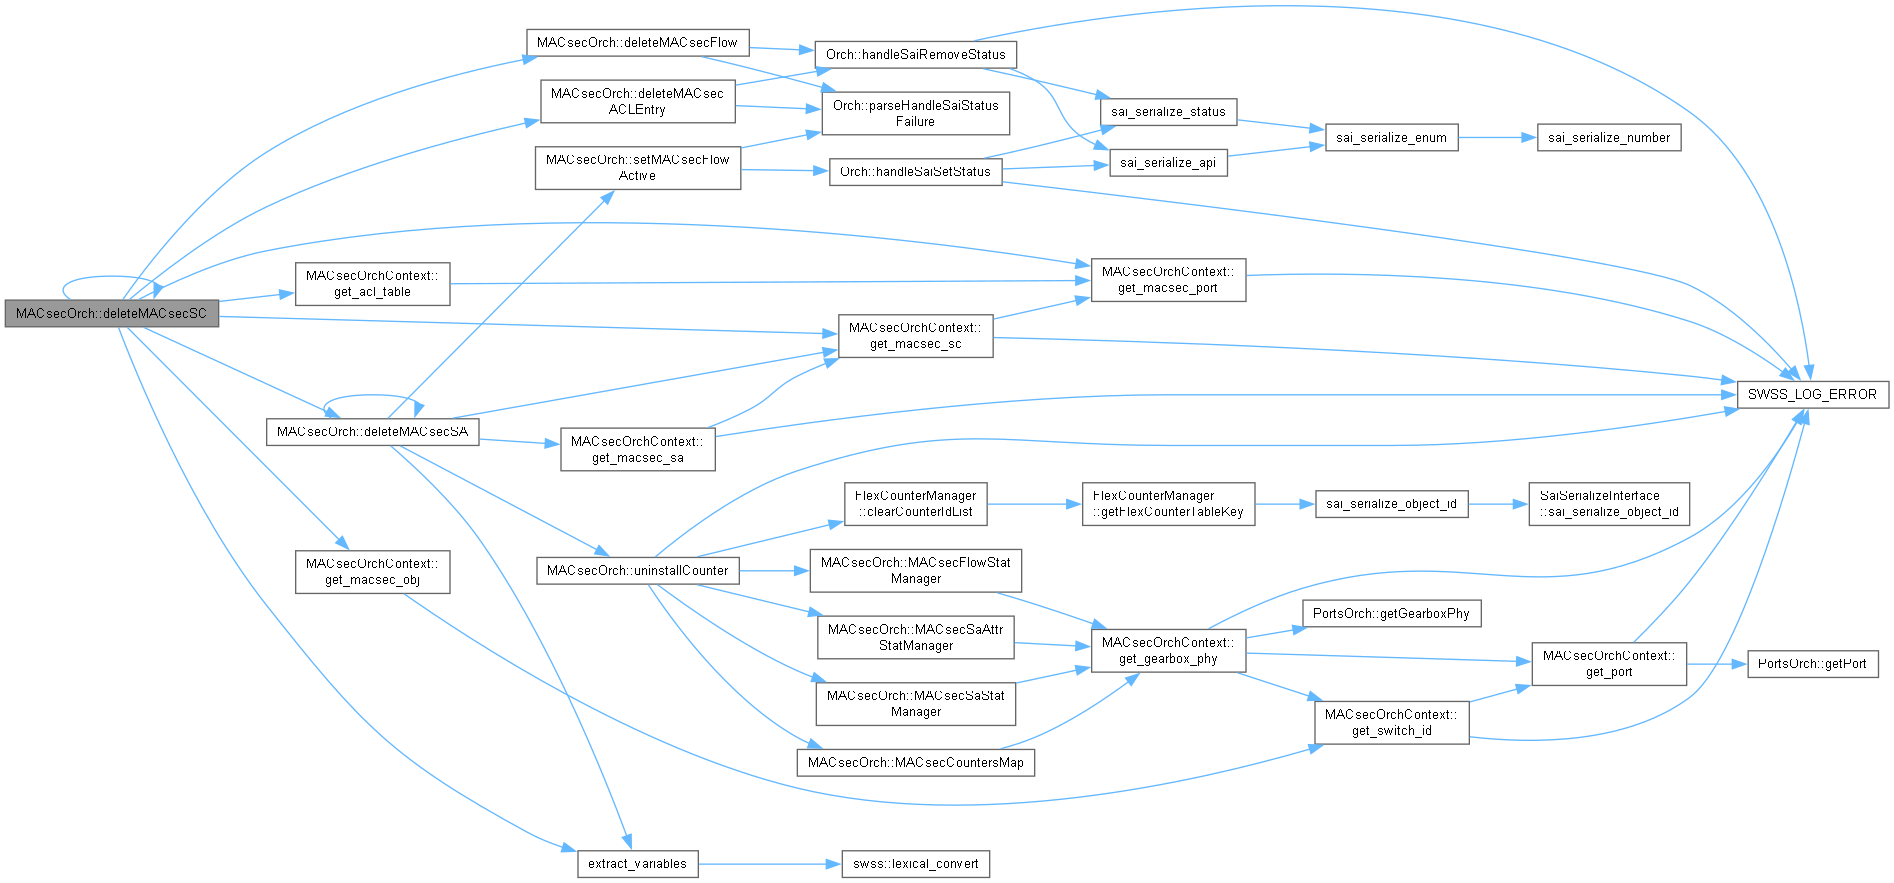 MACsecOrch::deleteMACsecSC
MACsecOrch::deleteMACsecFlow
MACsecOrch::deleteMACsec
ACLEntry
MACsecOrch::setMACsecFlow
Active
MACsecOrchContext::
get_acl_table
MACsecOrch::deleteMACsecSA
MACsecOrchContext::
get_macsec_sa
MACsecOrchContext::
get_macsec_obj
MACsecOrch::uninstallCounter
extract_variables
Orch::handleSaiRemoveStatus
Orch::parseHandleSaiStatus
Failure
Orch::handleSaiSetStatus
MACsecOrchContext::
get_macsec_sc
FlexCounterManager
::clearCounterIdList
MACsecOrch::MACsecFlowStat
Manager
MACsecOrch::MACsecSaAttr
StatManager
MACsecOrch::MACsecSaStat
Manager
MACsecOrch::MACsecCountersMap
swss::lexical_convert
sai_serialize_status
sai_serialize_api
MACsecOrchContext::
get_macsec_port
FlexCounterManager
::getFlexCounterTableKey
MACsecOrchContext::
get_gearbox_phy
sai_serialize_enum
sai_serialize_number
sai_serialize_object_id
SaiSerializeInterface
::sai_serialize_object_id
PortsOrch::getGearboxPhy
MACsecOrchContext::
get_switch_id
MACsecOrchContext::
get_port
SWSS_LOG_ERROR
PortsOrch::getPort